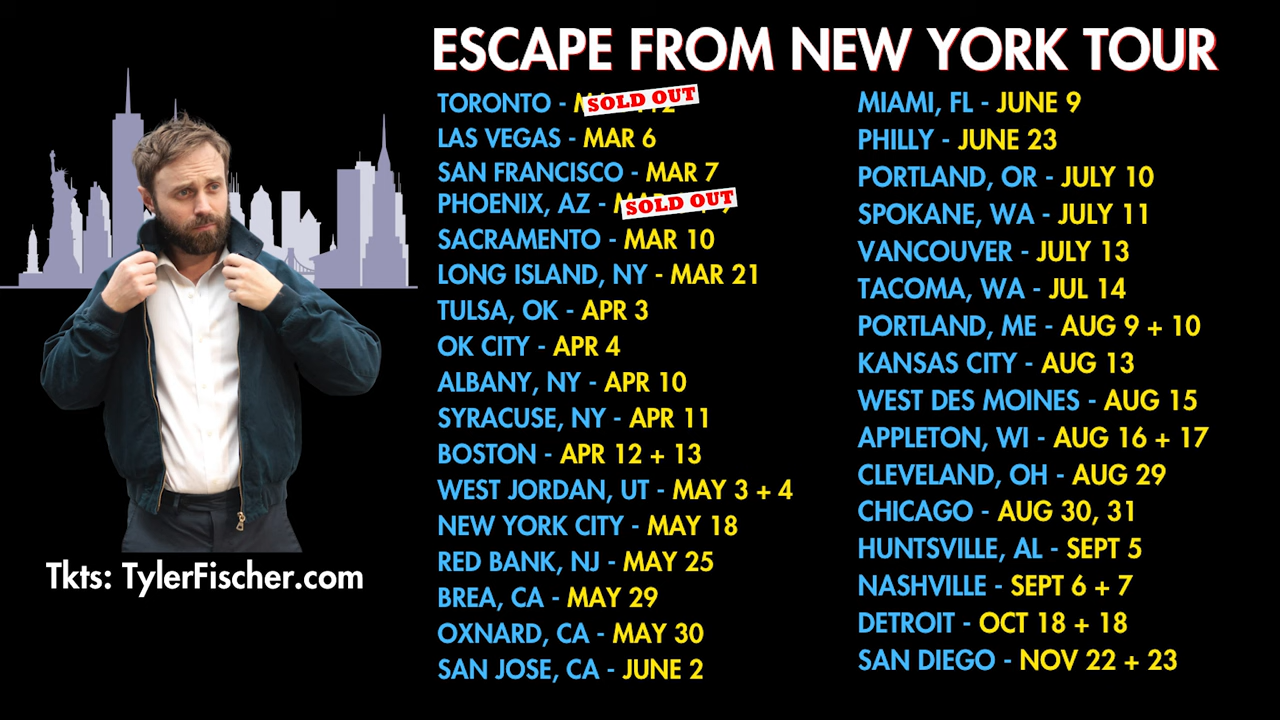 ESCAPE FROM NEW YORK TOUR
TORONTO - SOLD OUT
LAS VEGAS - MAR 6
SAN FRANCISCO - MAR 7
PHOENIX, AZ - SOLD OUT
SACRAMENTO - MAR 10
LONG ISLAND, NY - MAR 21
TULSA, OK - APR 3
OK CITY - APR 4
ALBANY, NY - APR 10
SYRACUSE, NY - APR 11
BOSTON - APR 12 + 13
WEST JORDAN, UT - MAY 3 + 4
NEW YORK CITY - MAY 18
RED BANK, NJ - MAY 25
BREA, CA - MAY 29
OXNARD, CA - MAY 30
SAN JOSE, CA - JUNE 2
MIAMI, FL - JUNE 9
PHILLY - JUNE 23
PORTLAND, OR - JULY 10
SPOKANE, WA - JULY 11
VANCOUVER - JULY 13
TACOMA, WA - JUL 14
PORTLAND, ME - AUG 9 + 10
KANSAS CITY - AUG 13
WEST DES MOINES - AUG 15
APPLETON, WI - AUG 16 + 17
CLEVELAND, OH - AUG 29
CHICAGO - AUG 30, 31
HUNTSVILLE, AL - SEPT 5
NASHVILLE - SEPT 6 + 7
DETROIT - OCT 18 + 18
SAN DIEGO - NOV 22 + 23
Tkts: TylerFischer.com